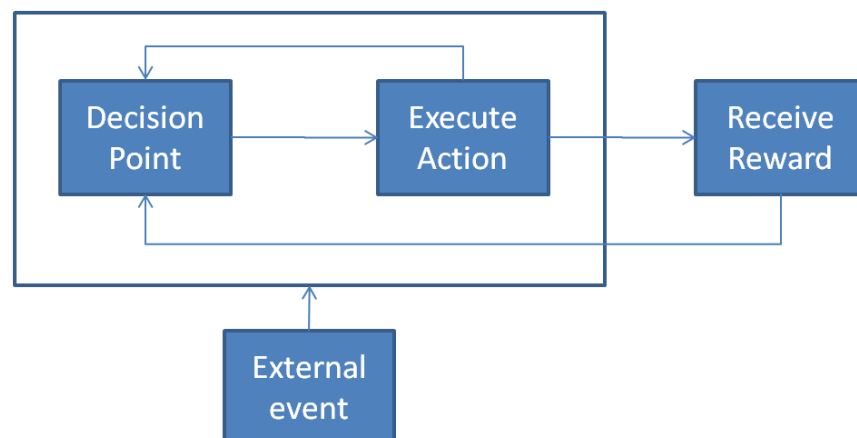 Decision
Point
Execute
Action
Receive
Reward
External
event